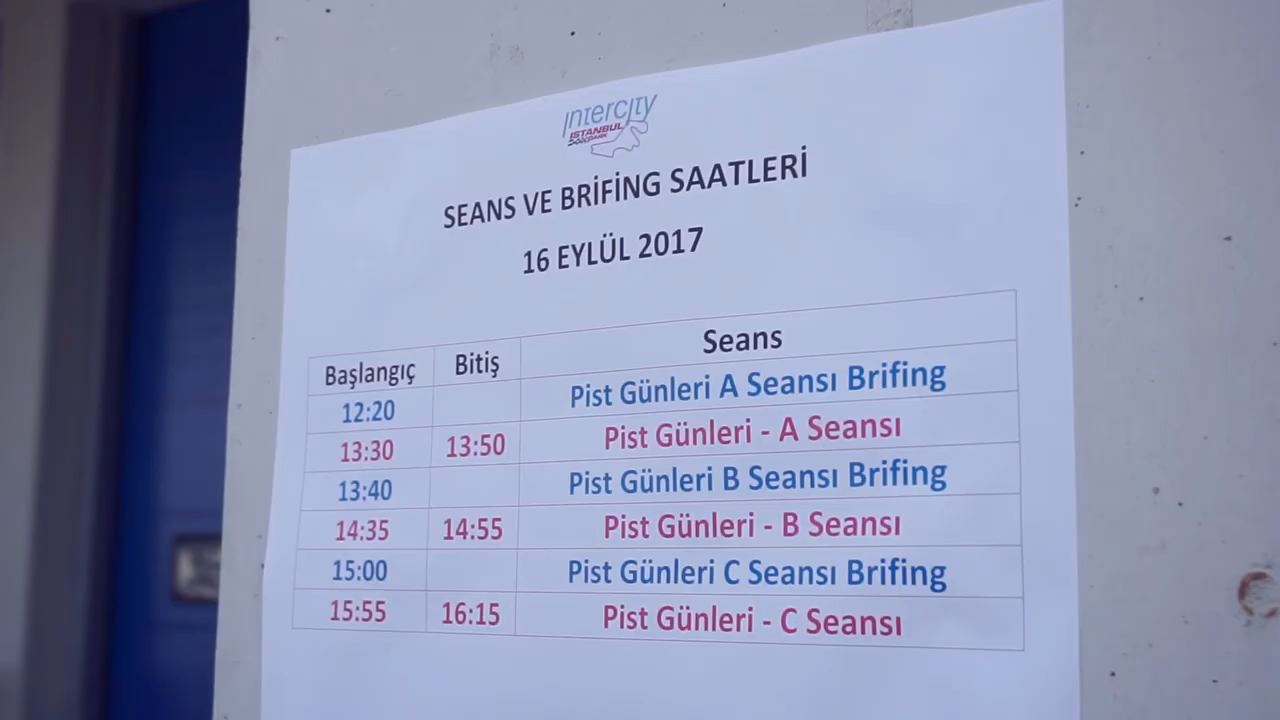 intercity
ISTANBUL
PARK
SEANS VE BRİFİNG SAATLERİ
16 EYLÜL 2017
Başlangıç Bitiş Seans
12:20 Pist Günleri A Seansı Brifing
13:30 13:50 Pist Günleri - A Seansı
13:40 Pist Günleri B Seansı Brifing
14:35 14:55 Pist Günleri - B Seansı
15:00 Pist Günleri C Seansı Brifing
15:55 16:15 Pist Günleri - C Seansı